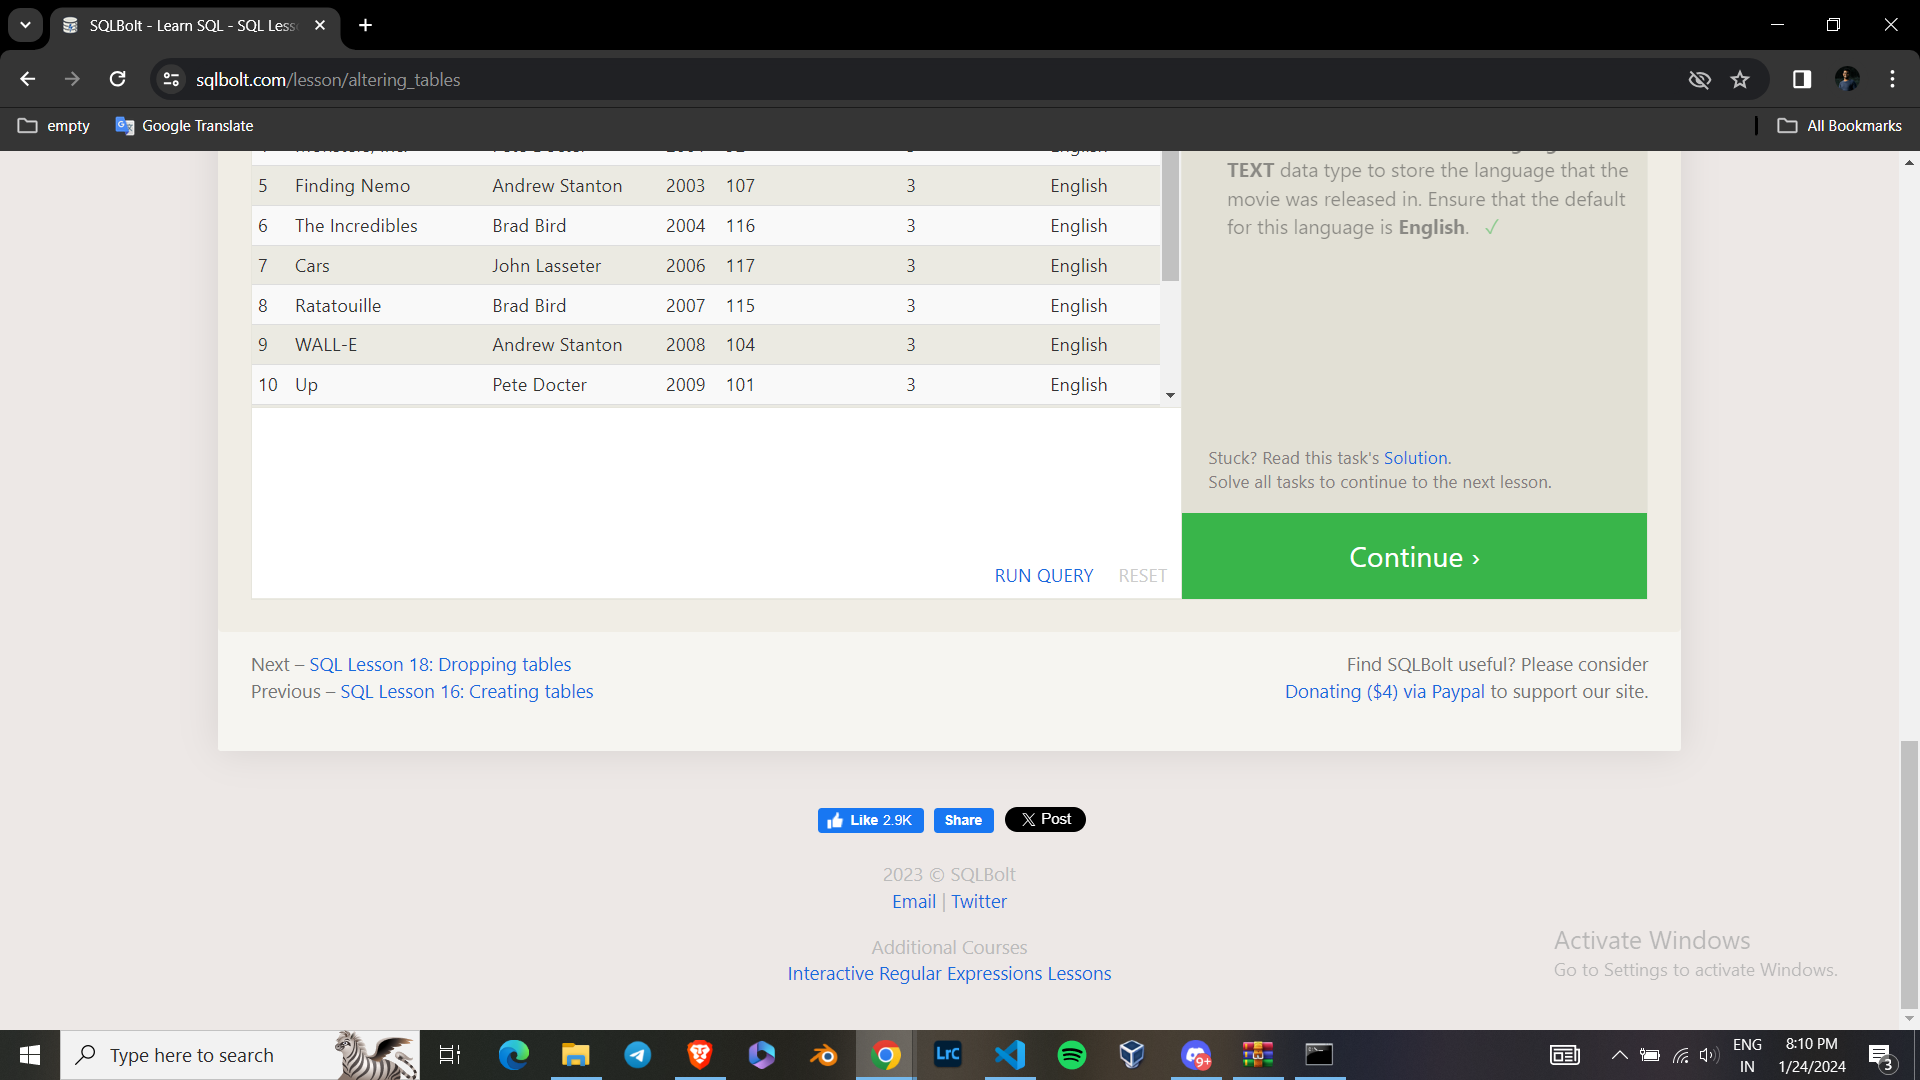 SQLBolt - Learn SQL - SQL Less
sqlbolt.com/lesson/altering_tables
empty
Google Translate
All Bookmarks
5 Finding Nemo Andrew Stanton 2003 107 3 English
6 The Incredibles Brad Bird 2004 116 3 English
7 Cars John Lasseter 2006 117 3 English
8 Ratatouille Brad Bird 2007 115 3 English
9 WALL-E Andrew Stanton 2008 104 3 English
10 Up Pete Docter 2009 101 3 English
RUN QUERY RESET
TEXT data type to store the language that the
movie was released in. Ensure that the default
for this language is English. ✓
Stuck? Read this task's Solution.
Solve all tasks to continue to the next lesson.
Continue ›
Next – SQL Lesson 18: Dropping tables
Previous – SQL Lesson 16: Creating tables
Find SQLBolt useful? Please consider
Donating ($4) via Paypal to support our site.
Like 2.9K Share Post
2023 © SQLBolt
Email | Twitter
Additional Courses
Interactive Regular Expressions Lessons
Activate Windows
Go to Settings to activate Windows.
Type here to search
Lrc
9+
ENG
IN
8:10 PM
1/24/2024
3